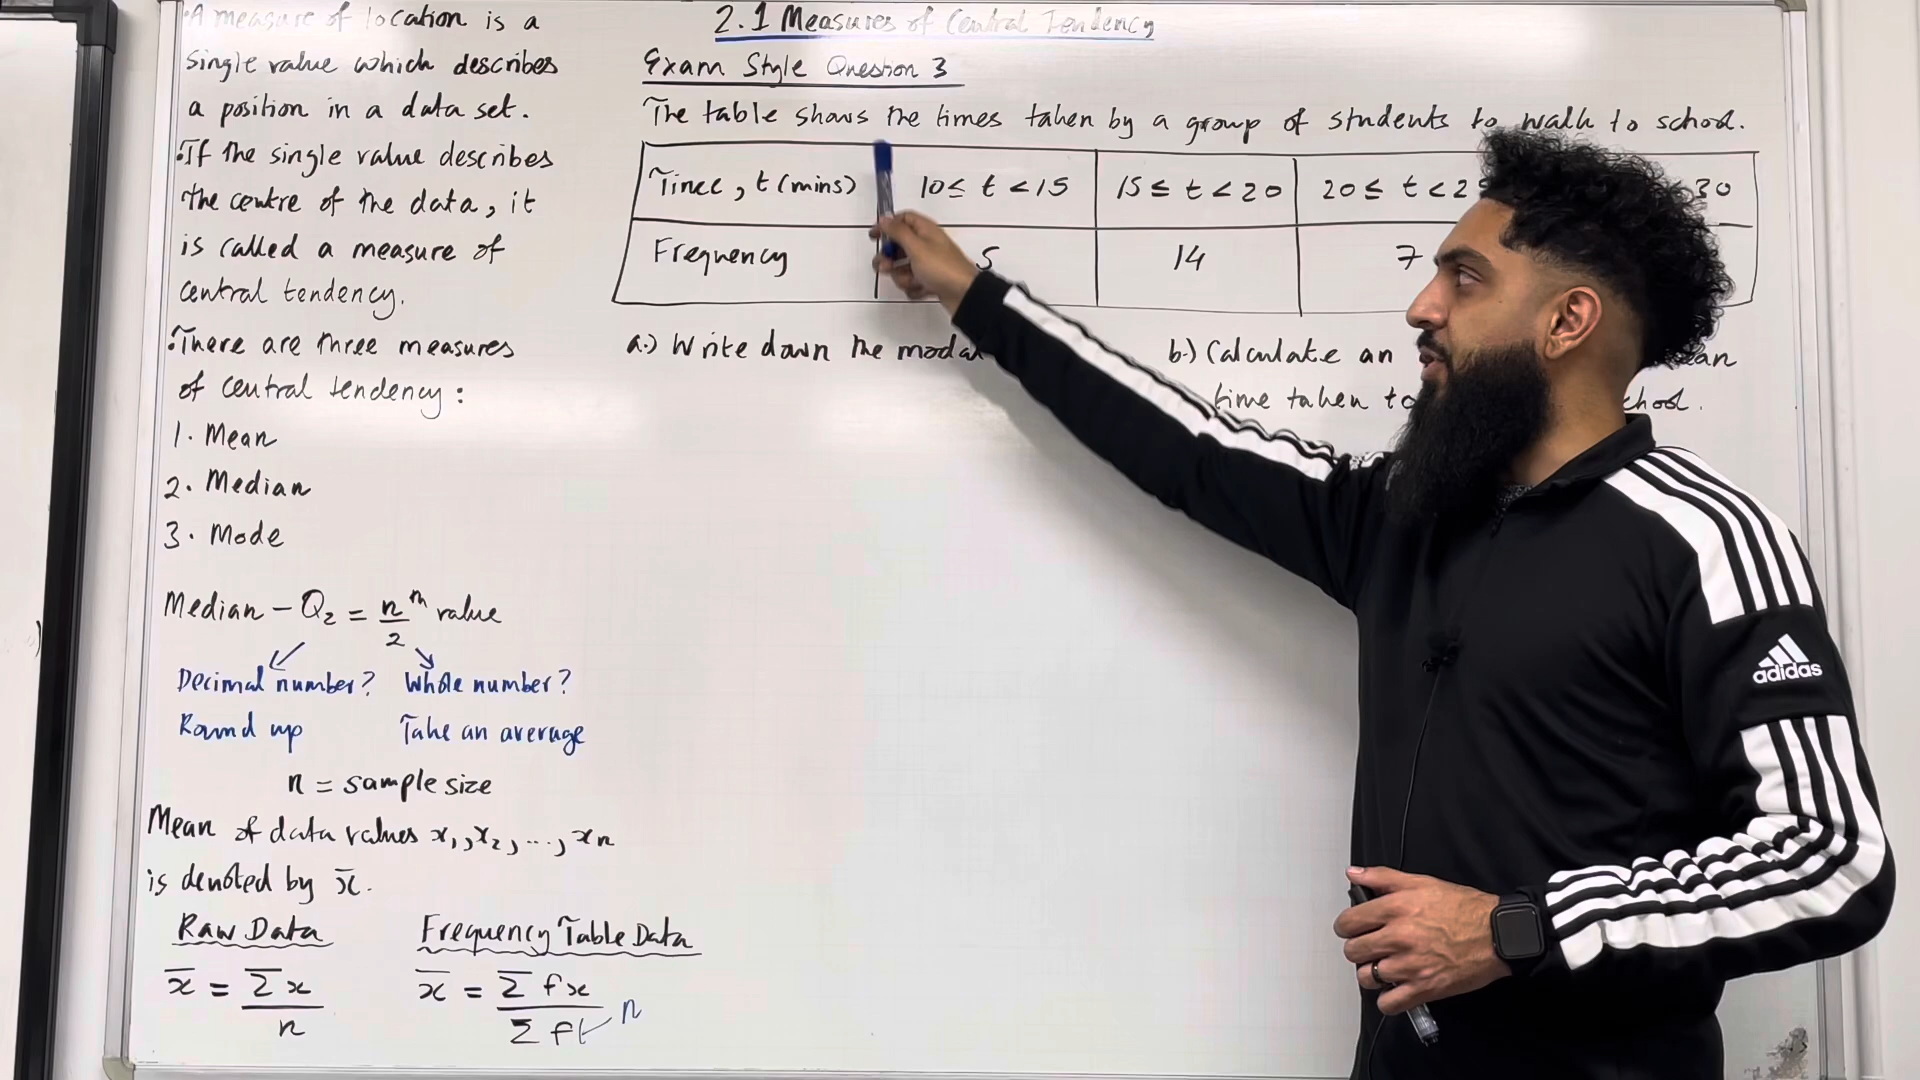 • A measure of location is a
single value which describes
a position in a data set.
• If the single value describes
the centre of the data, it
is called a measure of
central tendency.
• There are three measures
of central tendency:
1. Mean
2. Median
3. Mode
Median - Q₂ = n/2 th value
Decimal number? Whole number?
Round up Take an average
n = sample size
Mean of data values x₁, x₂, ..., xn
is denoted by x̄.
Raw Data Frequency Table Data
x̄ = Σx/n x̄ = Σfx/Σf n
2.1 Measures of Central Tendency
Exam Style Question 3
The table shows the times taken by a group of students to walk to school.
Time, t (mins) 10 ≤ t < 15 15 ≤ t < 20 20 ≤ t < 2 30
Frequency 5 14 7
a.) Write down the modal
b.) Calculate an
time taken to
adidas